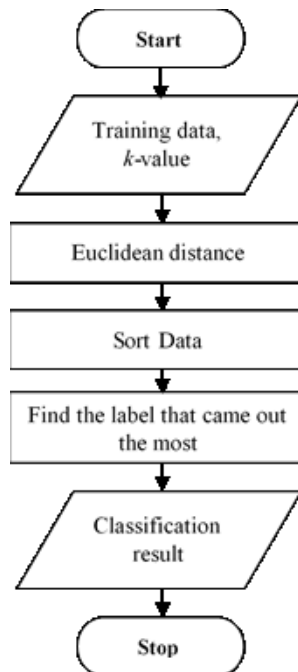 Start
Training data,
k-value
Euclidean distance
Sort Data
Find the label that came out
the most
Classification
result
Stop